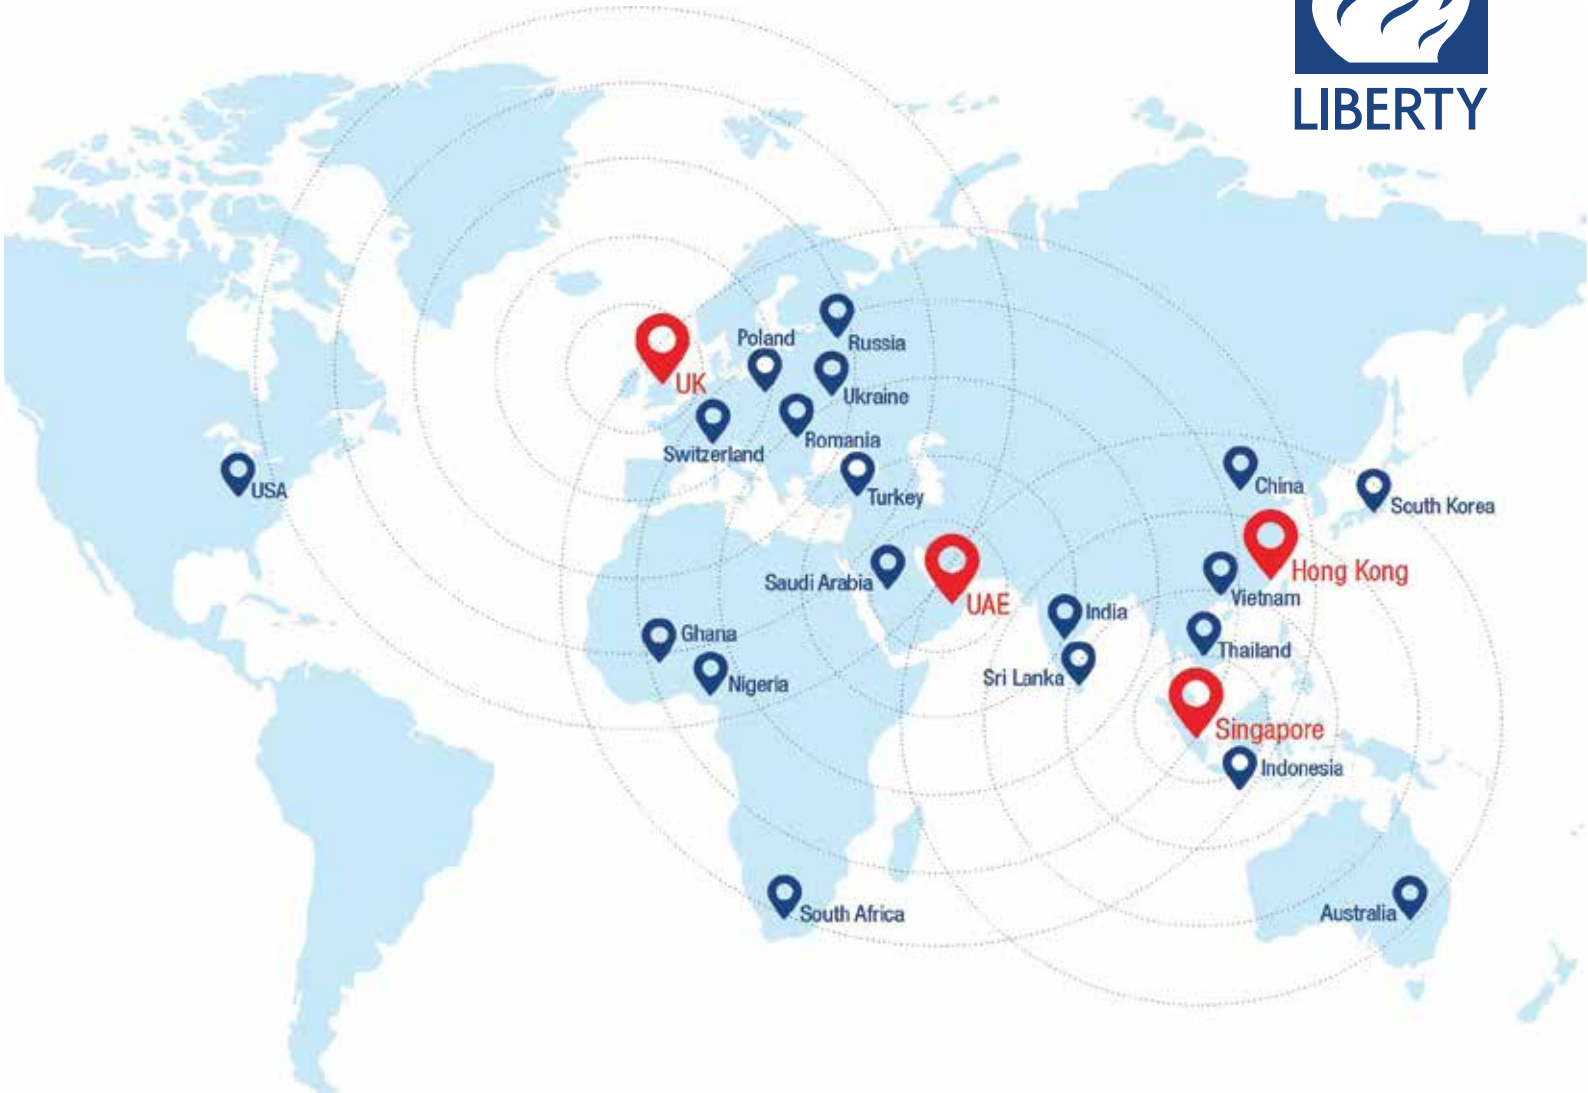 LIBERTY
Russia
Poland
UK
Ukraine
Switzerland
Romania
USA
Turkey
China
South Korea
Saudi Arabia
UAE
India
Hong Kong
Vietnam
Ghana
Nigeria
Sri Lanka
Thailand
Singapore
Indonesia
South Africa
Australia